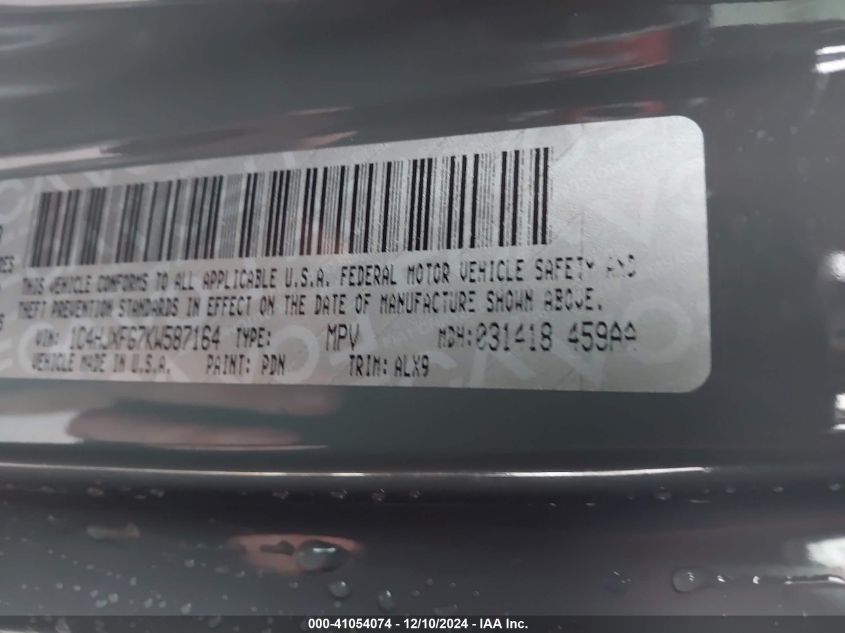 THIS VEHICLE CONFORMS TO ALL APPLICABLE U.S.A. FEDERAL MOTOR VEHICLE SAFETY AND
THEFT PREVENTION STANDARDS IN EFFECT ON THE DATE OF MANUFACTURE SHOWN ABOVE.
VIN: 1C4HJXFG7KW587164 TYPE: MPV MDH:031418 459AA
VEHICLE MADE IN U.S.A. PAINT: PDN TRIM: ALX9
000-41054074 / 12/10/2024 - IAA Inc.